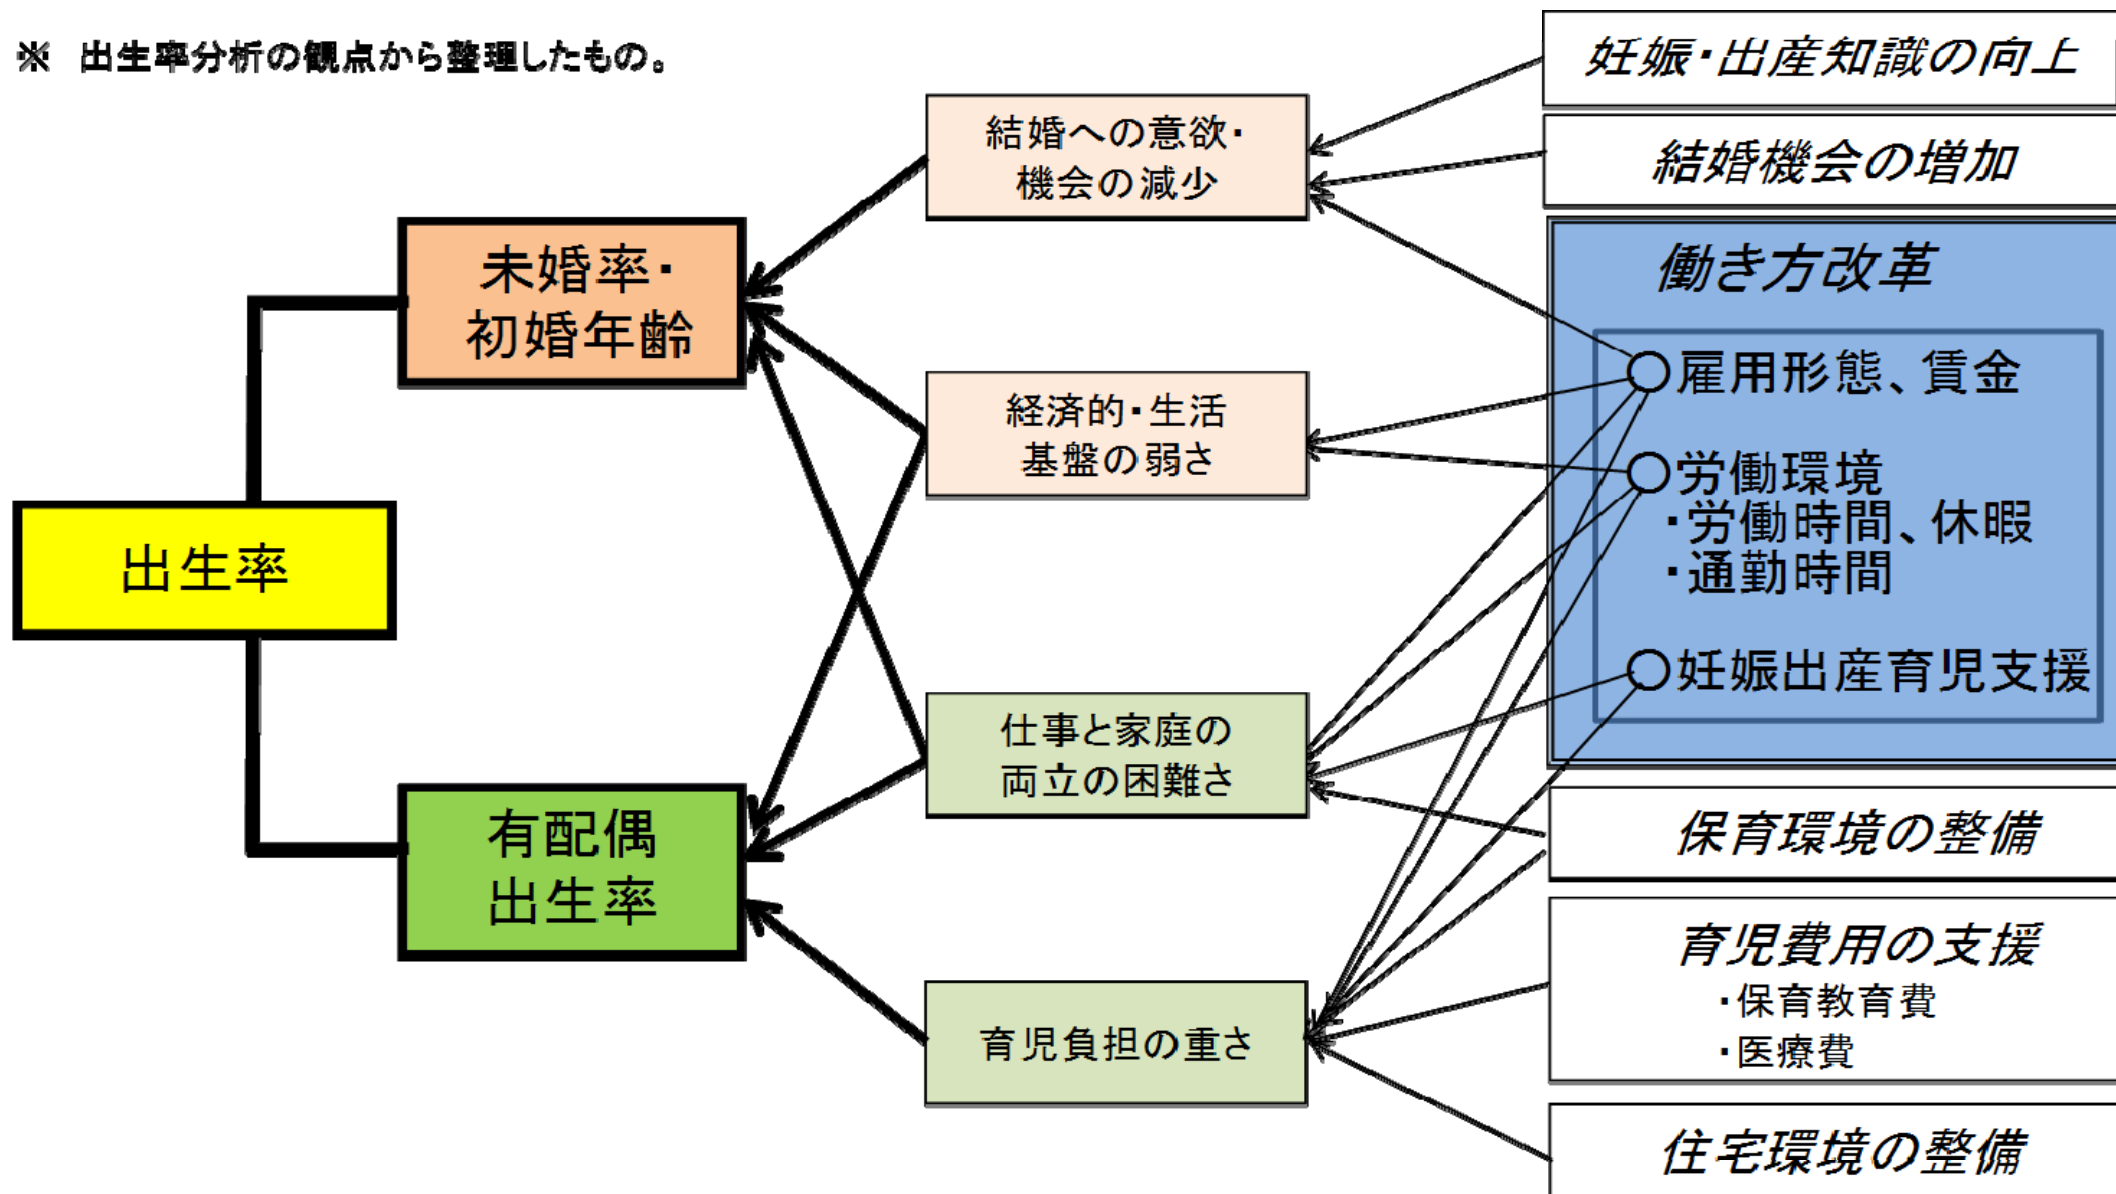 ※ 出生率分析の観点から整理したもの。
出生率
未婚率・
初婚年齢
有配偶
出生率
結婚への意欲・
機会の減少
経済的・生活
基盤の弱さ
仕事と家庭の
両立の困難さ
育児負担の重さ
妊娠・出産知識の向上
結婚機会の増加
働き方改革
○雇用形態、賃金
○労働環境
・労働時間、休暇
・通勤時間
○妊娠出産育児支援
保育環境の整備
育児費用の支援
・保育教育費
・医療費
住宅環境の整備